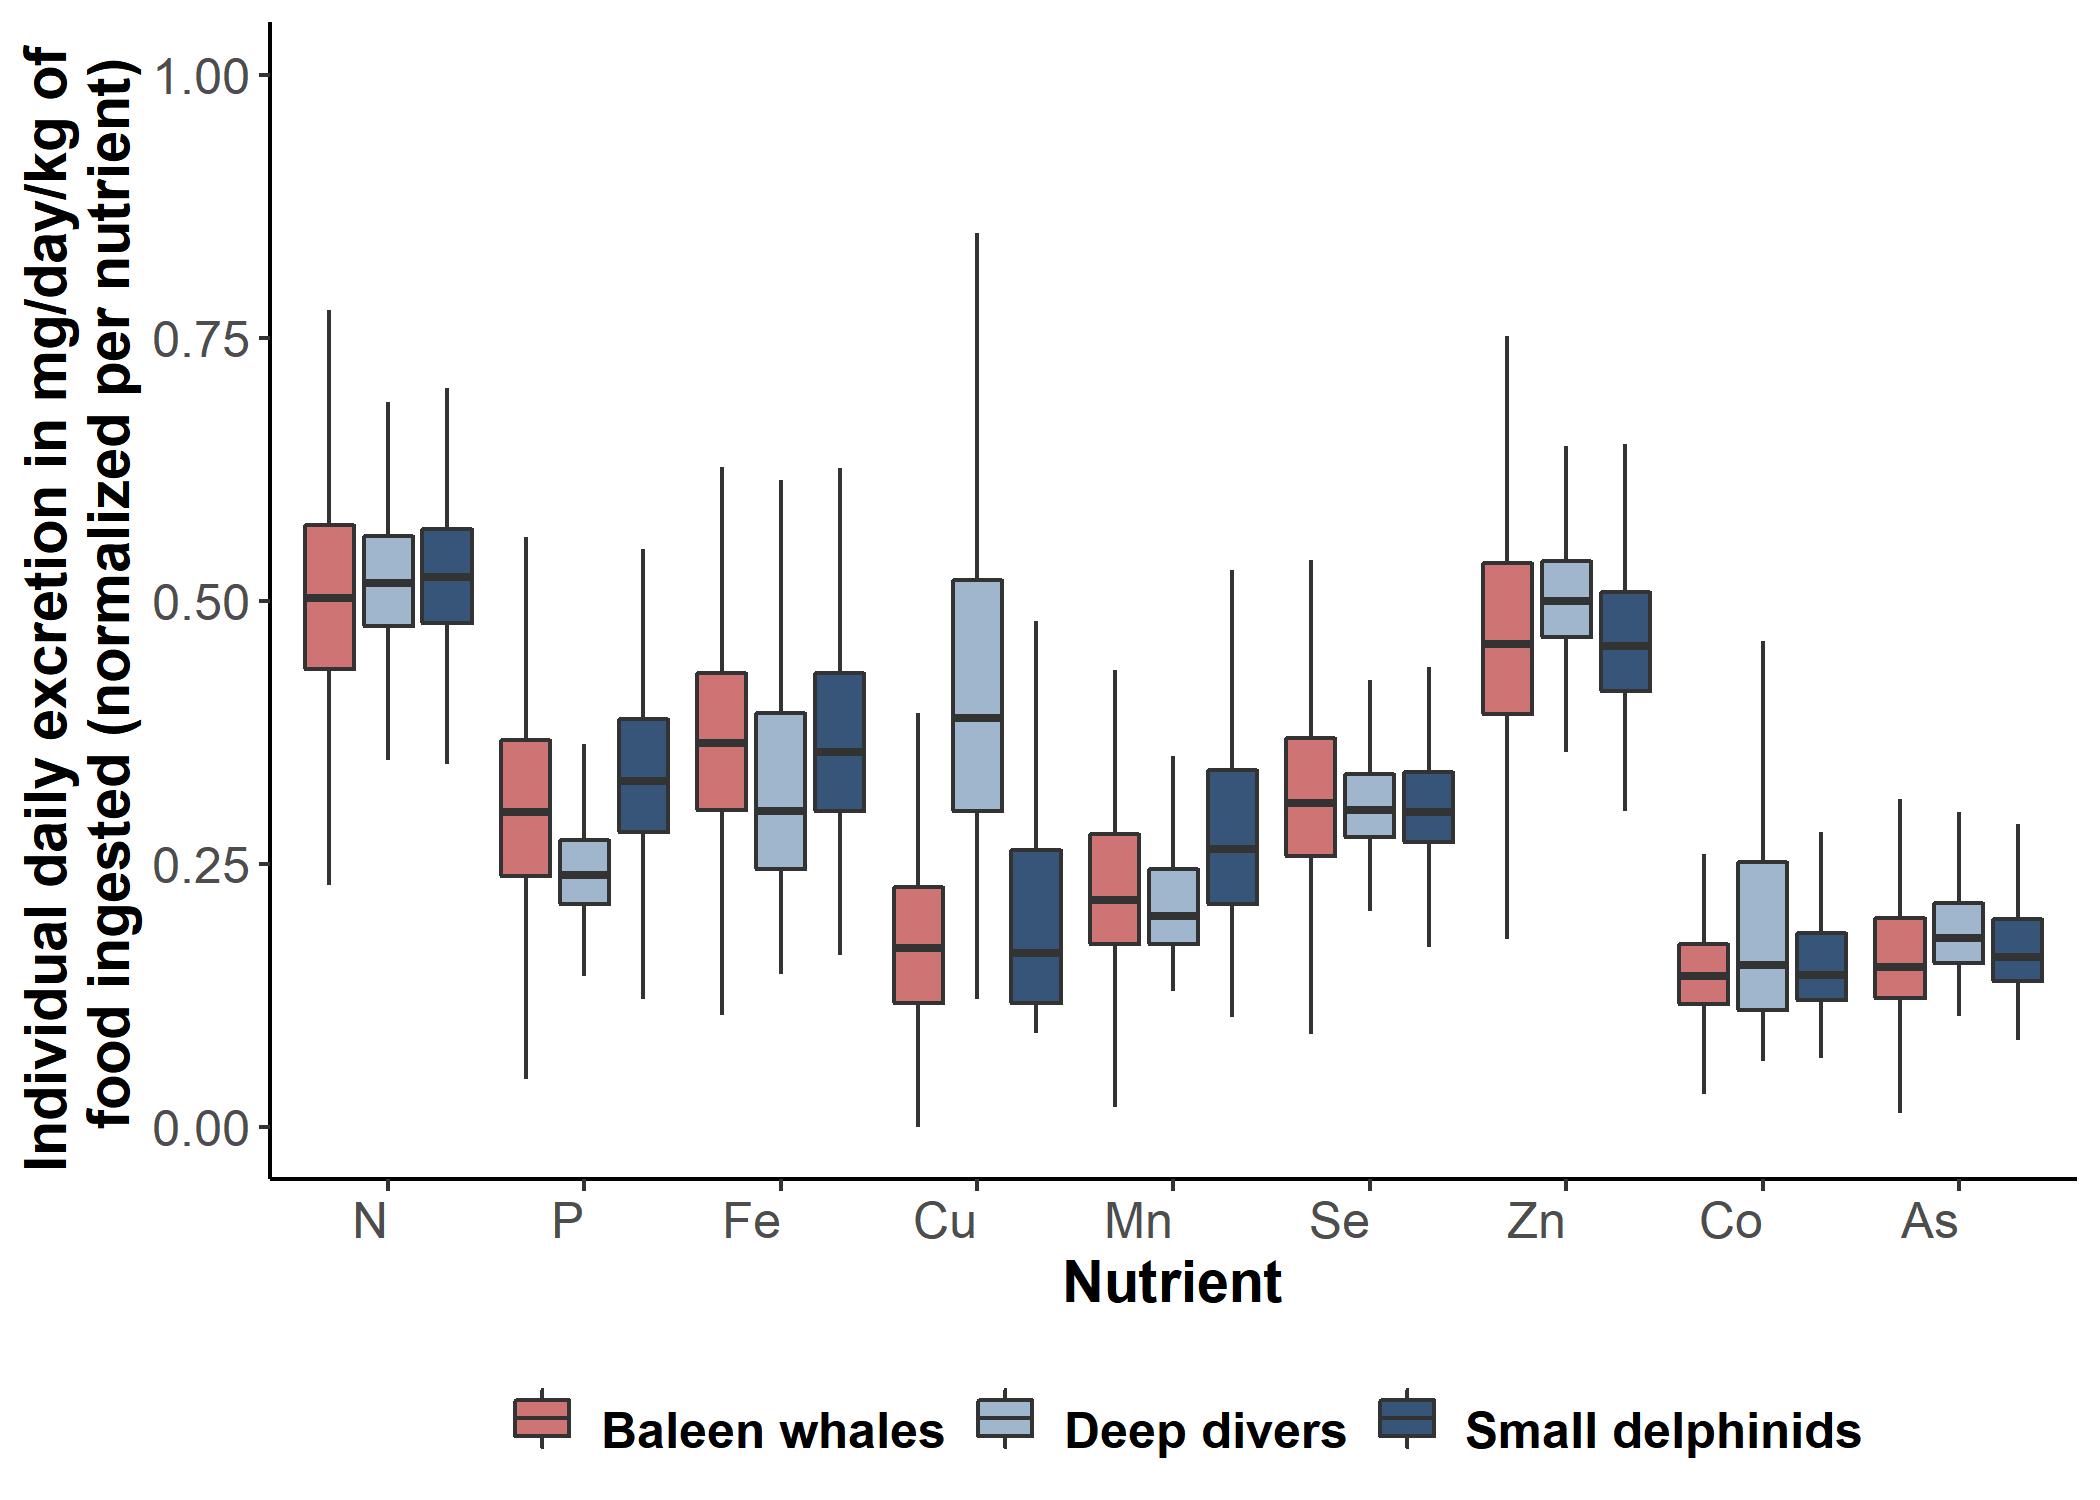 Individual daily excretion in mg/day/kg of
food ingested (normalized per nutrient)
1.00
0.75
0.50
0.25
0.00
N P Fe Cu Mn Se Zn Co As
Nutrient
Baleen whales Deep divers Small delphinids